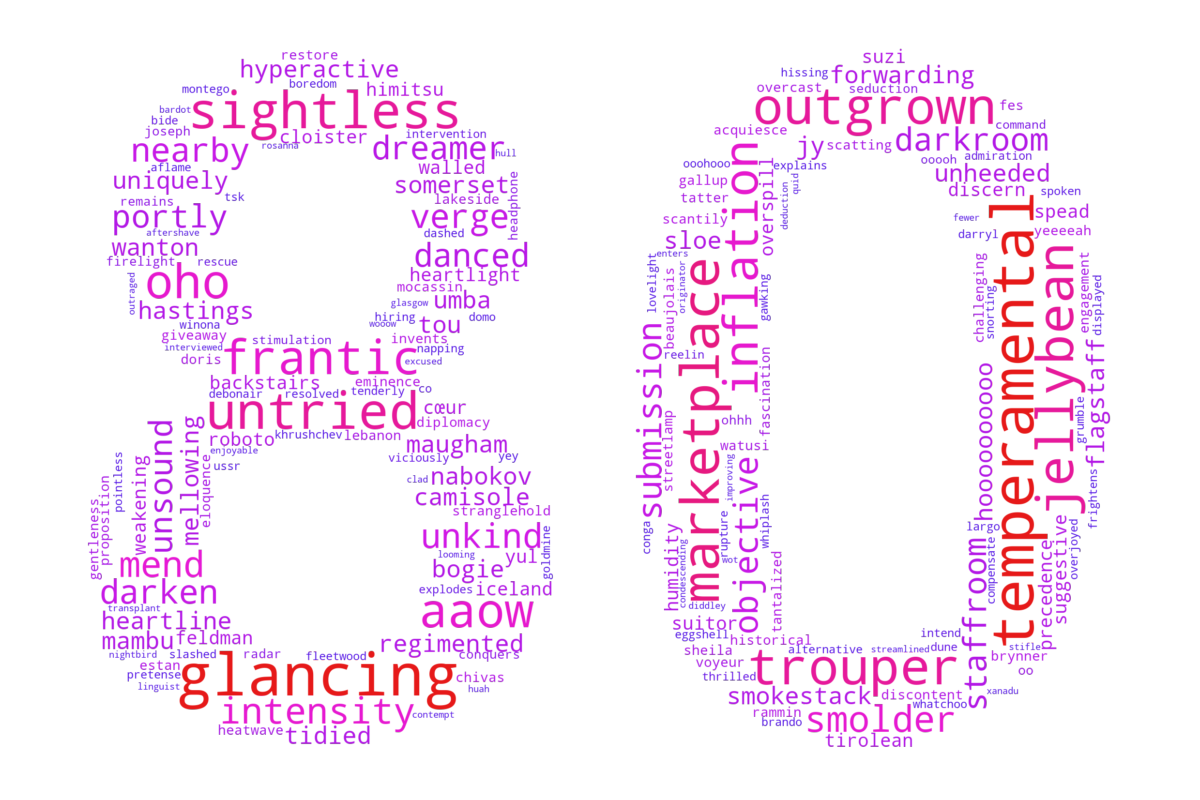 restore
hyperactive
boredom
montego
himitsu
sightless
bardot
bide
joseph
cloister
intervention
nearby
rosanna
dreamer
hull
aflame
walled
uniquely
somerset
tsk
lakeside
headphone
remains
portly
verge
aftershave
dashed
wanton
danced
firelight
rescue
heartlight
outraged
oho
mocassin
glasgow
umba
hastings
hiring
domo
winona
wooow
tou
giveaway
stimulation
invents
interviewed
frantic
napping
doris
excused
backstairs
eminence
debonair
resolved
tenderly
co
untried
cœur
diplomacy
roboto
khrushchev
lebanon
maugham
enjoyable
viciously
yey
ussr
pointless
weakening
unsound
mellowing
eloquence
clad
nabokov
camisole
stranglehold
gentleness
proposition
unkind
goldmine
looming
yul
mend
bogie
explodes
iceland
darken
transplant
aaow
heartline
mambu
feldman
regimented
nightbird
slashed
radar
fleetwood
conquers
estan
glancing
pretense
chivas
linguist
huah
intensity
contempt
heatwave
tidied
suzi
hissing
forwarding
overcast
seduction
outgrown
fes
command
acquiesce
jy
scatting
darkroom
ooohooo
explains
ooooh
admiration
gallup
inflation
overspill
quid
deduction
unheeded
tatter
discern
spoken
scantily
fewer
spead
sloe
darryl
yeeeeah
enters
lovelight
beaujolais
originator
marketplace
gawking
challenging
snorting
temperamental
jellybean
engagement
displayed
submission
reelin
fascination
hoooooooooo
flagstaff
ohhh
grumble
streetlamp
watusi
improving
objective
whiplash
frightens
conga
rupture
largo
humidity
condescending
wot
tantalized
staffroom
compensate
precedence
suggestive
overjoyed
diddley
suitor
eggshell
historical
intend
sheila
alternative
streamlined
dune
stifle
voyeur
trouper
brynner
thrilled
oo
smokestack
discontent
xanadu
rammin
whatchoo
brando
smolder
tirolean